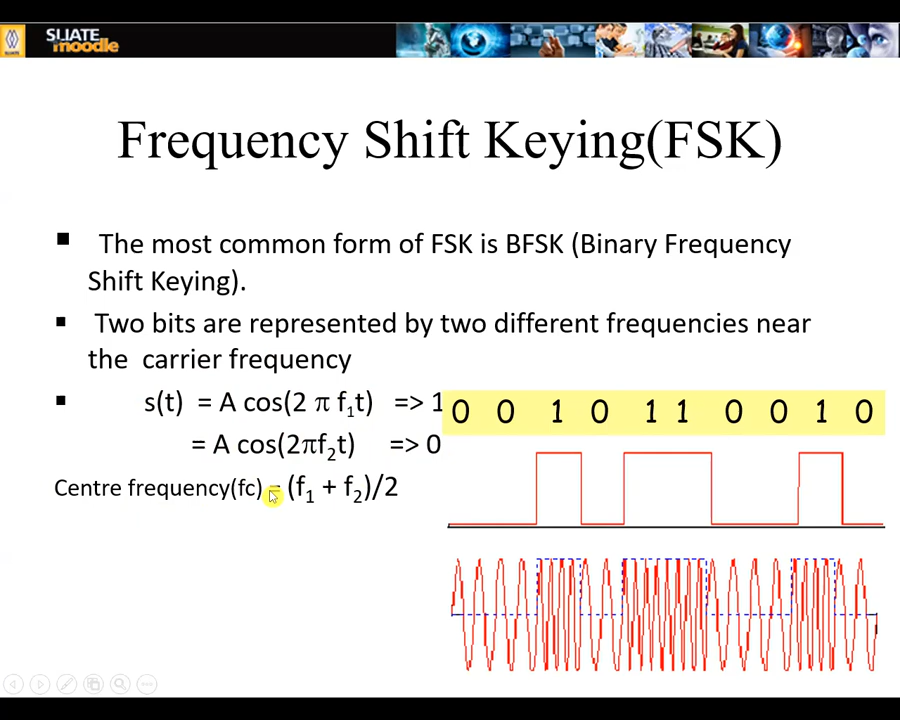 SLIATE
moodle
Frequency Shift Keying(FSK)
▪ The most common form of FSK is BFSK (Binary Frequency
Shift Keying).
▪ Two bits are represented by two different frequencies near
the carrier frequency
▪ s(t) = A cos(2 π f₁t) => 1
= A cos(2πf₂t) => 0
Centre frequency(fc) = (f₁ + f₂)/2
0 0 1 0 1 1 0 0 1 0